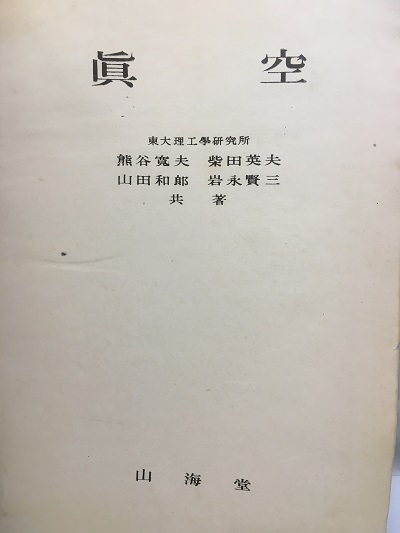 眞空
東大理工學研究所
熊谷寬夫 柴田英夫
山田和郎 岩永賢三
共著
山海堂